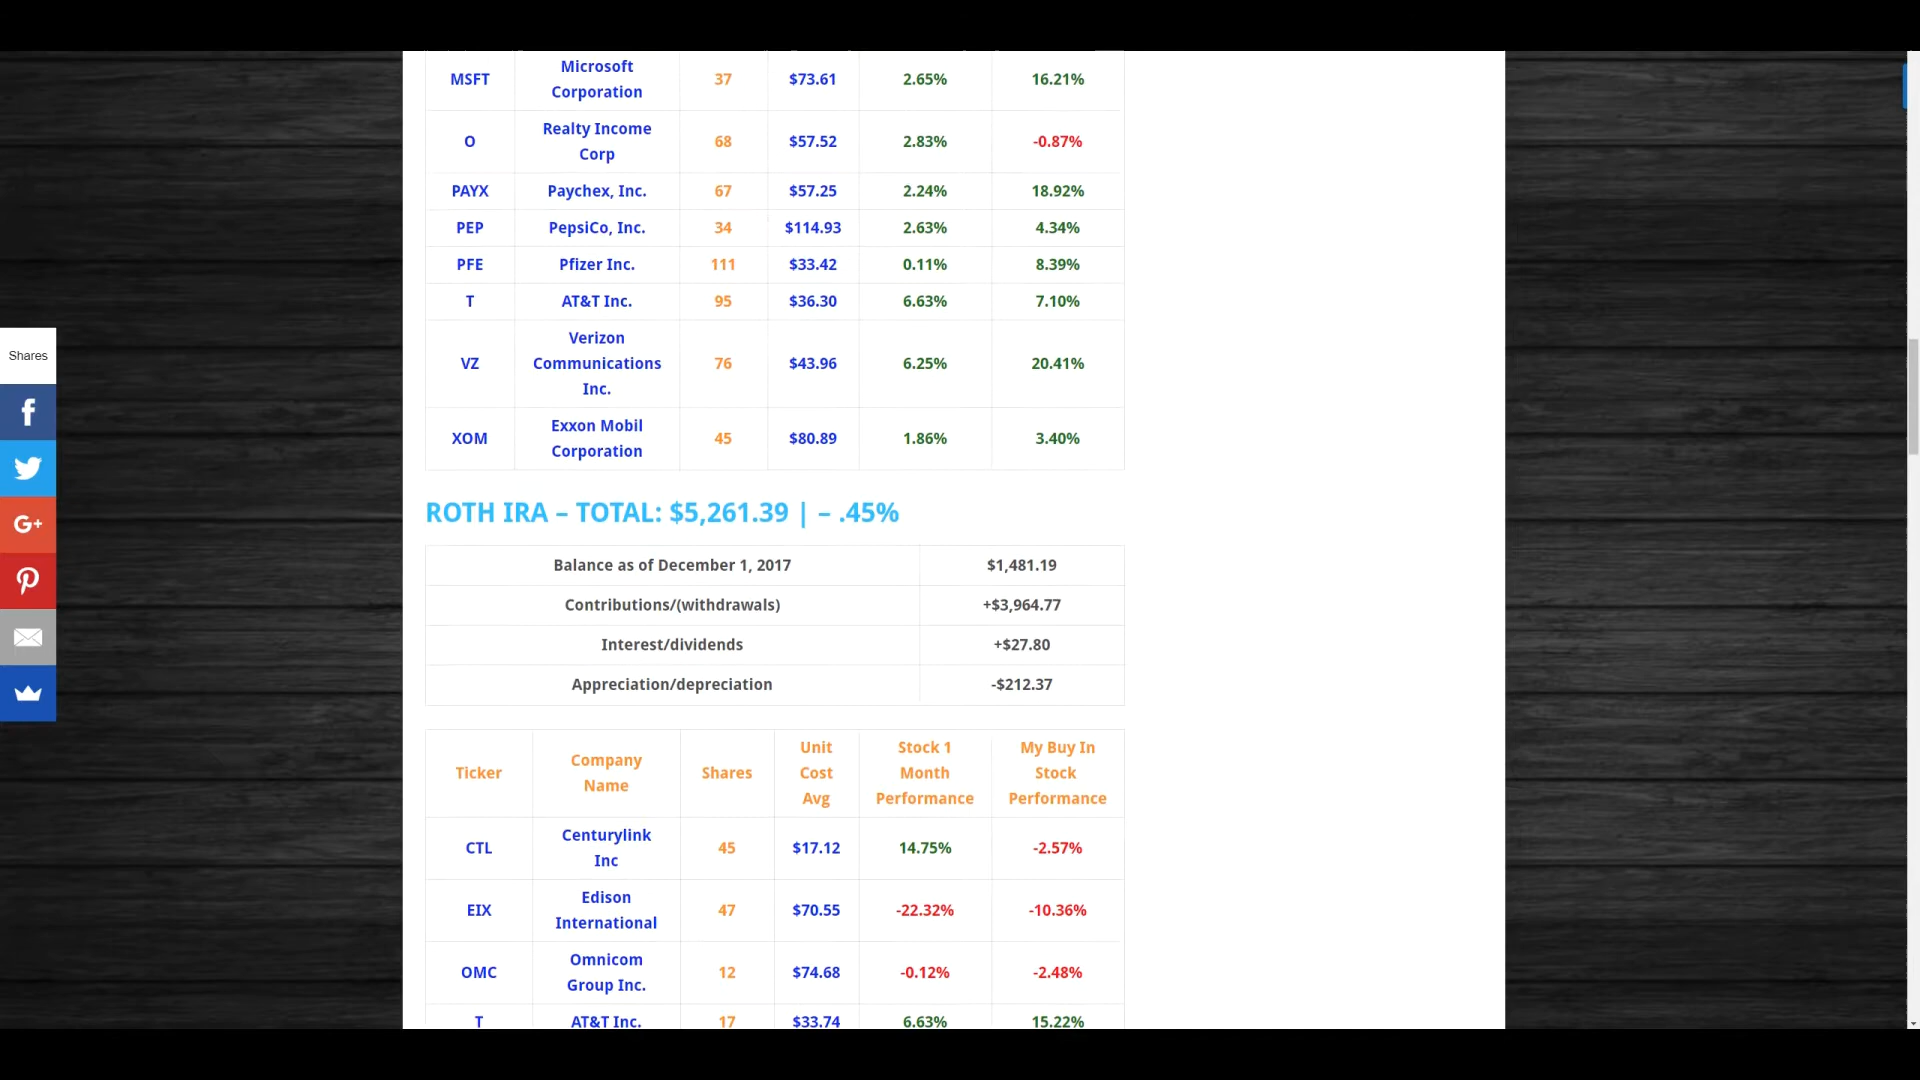 MSFT Microsoft Corporation 37 $73.61 2.65% 16.21%
O Realty Income Corp 68 $57.52 2.83% -0.87%
PAYX Paychex, Inc. 67 $57.25 2.24% 18.92%
PEP PepsiCo, Inc. 34 $114.93 2.63% 4.34%
PFE Pfizer Inc. 111 $33.42 0.11% 8.39%
T AT&T Inc. 95 $36.30 6.63% 7.10%
VZ Verizon Communications Inc. 76 $43.96 6.25% 20.41%
XOM Exxon Mobil Corporation 45 $80.89 1.86% 3.40%
Shares
ROTH IRA – TOTAL: $5,261.39 | – .45%
Balance as of December 1, 2017 $1,481.19
Contributions/(withdrawals) +$3,964.77
Interest/dividends +$27.80
Appreciation/depreciation -$212.37
Ticker Company Name Shares Unit Cost Avg Stock 1 Month Performance My Buy In Stock Performance
CTL Centurylink Inc 45 $17.12 14.75% -2.57%
EIX Edison International 47 $70.55 -22.32% -10.36%
OMC Omnicom Group Inc. 12 $74.68 -0.12% -2.48%
T AT&T Inc. 17 $33.74 6.63% 15.22%